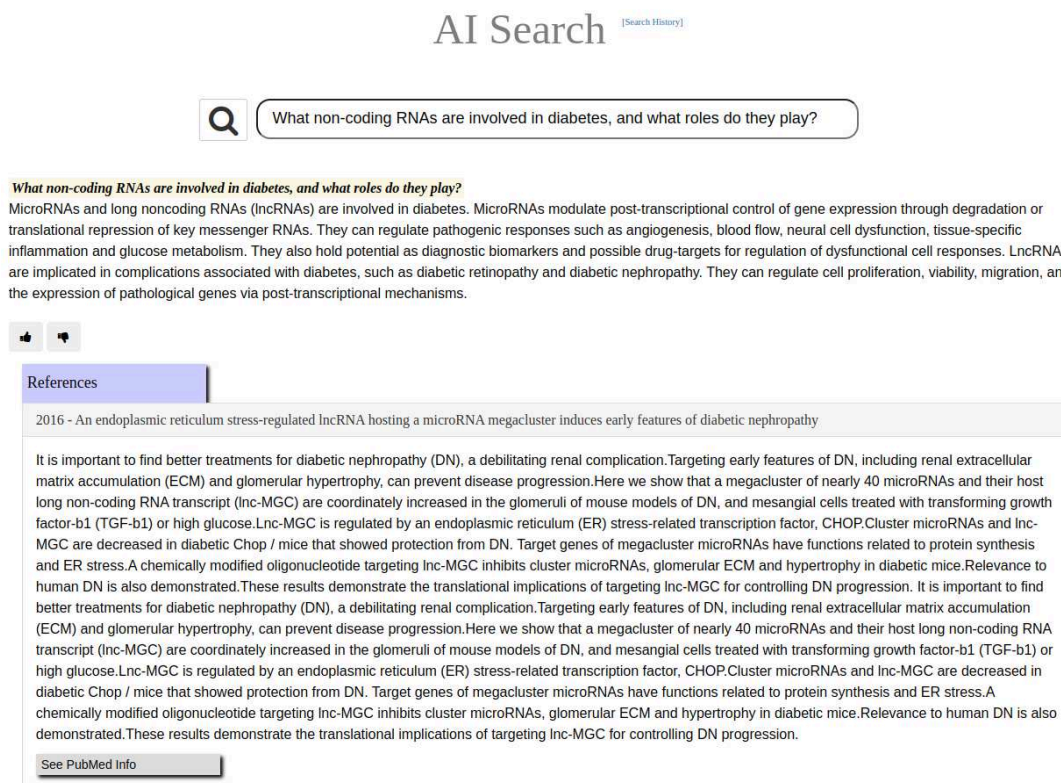 AI Search [Search History]
What non-coding RNAs are involved in diabetes, and what roles do they play?
What non-coding RNAs are involved in diabetes, and what roles do they play?
MicroRNAs and long noncoding RNAs (lncRNAs) are involved in diabetes. MicroRNAs modulate post-transcriptional control of gene expression through degradation or
translational repression of key messenger RNAs. They can regulate pathogenic responses such as angiogenesis, blood flow, neural cell dysfunction, tissue-specific
inflammation and glucose metabolism. They also hold potential as diagnostic biomarkers and possible drug-targets for regulation of dysfunctional cell responses. LncRNA
are implicated in complications associated with diabetes, such as diabetic retinopathy and diabetic nephropathy. They can regulate cell proliferation, viability, migration, an
the expression of pathological genes via post-transcriptional mechanisms.
References
2016 - An endoplasmic reticulum stress-regulated lncRNA hosting a microRNA megacluster induces early features of diabetic nephropathy
It is important to find better treatments for diabetic nephropathy (DN), a debilitating renal complication.Targeting early features of DN, including renal extracellular
matrix accumulation (ECM) and glomerular hypertrophy, can prevent disease progression.Here we show that a megacluster of nearly 40 microRNAs and their host
long non-coding RNA transcript (lnc-MGC) are coordinately increased in the glomeruli of mouse models of DN, and mesangial cells treated with transforming growth
factor-b1 (TGF-b1) or high glucose.Lnc-MGC is regulated by an endoplasmic reticulum (ER) stress-related transcription factor, CHOP.Cluster microRNAs and lnc-
MGC are decreased in diabetic Chop / mice that showed protection from DN. Target genes of megacluster microRNAs have functions related to protein synthesis
and ER stress.A chemically modified oligonucleotide targeting lnc-MGC inhibits cluster microRNAs, glomerular ECM and hypertrophy in diabetic mice.Relevance to
human DN is also demonstrated.These results demonstrate the translational implications of targeting lnc-MGC for controlling DN progression. It is important to find
better treatments for diabetic nephropathy (DN), a debilitating renal complication.Targeting early features of DN, including renal extracellular matrix accumulation
(ECM) and glomerular hypertrophy, can prevent disease progression.Here we show that a megacluster of nearly 40 microRNAs and their host long non-coding RNA
transcript (lnc-MGC) are coordinately increased in the glomeruli of mouse models of DN, and mesangial cells treated with transforming growth factor-b1 (TGF-b1) or
high glucose.Lnc-MGC is regulated by an endoplasmic reticulum (ER) stress-related transcription factor, CHOP.Cluster microRNAs and lnc-MGC are decreased in
diabetic Chop / mice that showed protection from DN. Target genes of megacluster microRNAs have functions related to protein synthesis and ER stress.A
chemically modified oligonucleotide targeting lnc-MGC inhibits cluster microRNAs, glomerular ECM and hypertrophy in diabetic mice.Relevance to human DN is also
demonstrated.These results demonstrate the translational implications of targeting lnc-MGC for controlling DN progression.
See PubMed Info